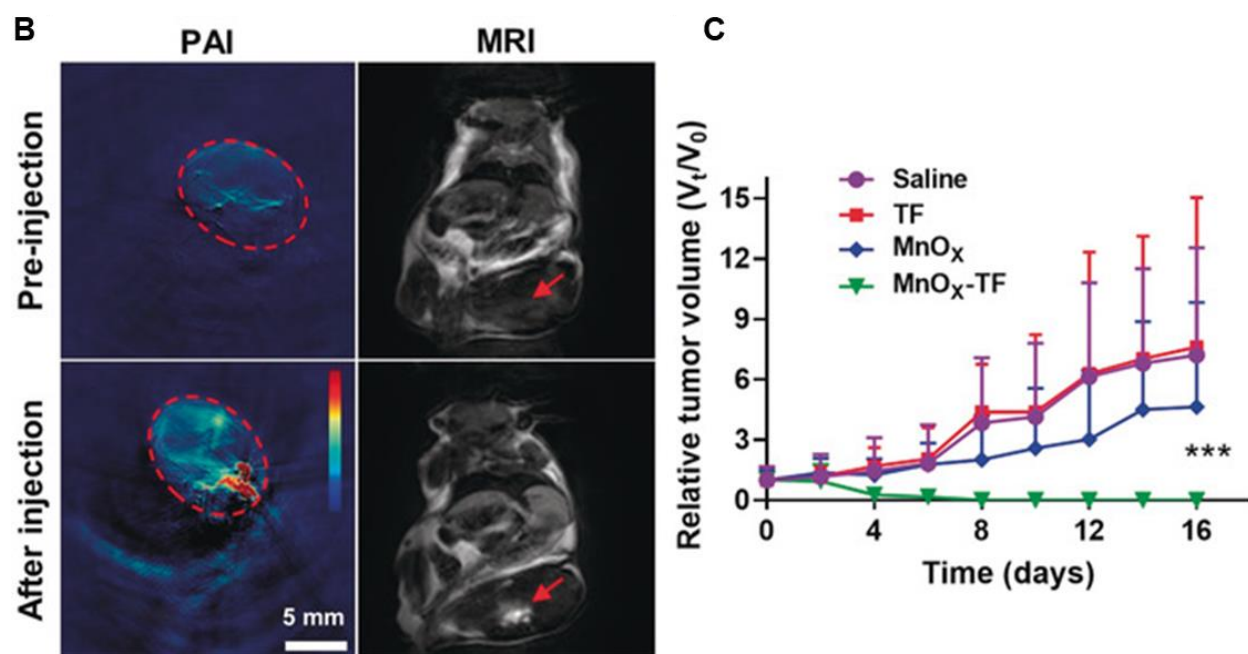 B
PAI
MRI
Pre-injection
After injection
5 mm
C
Relative tumor volume (Vt/V0)
15
12
9
6
3
0
Saline
TF
MnOX
MnOX-TF
***
0
4
8
12
16
Time (days)